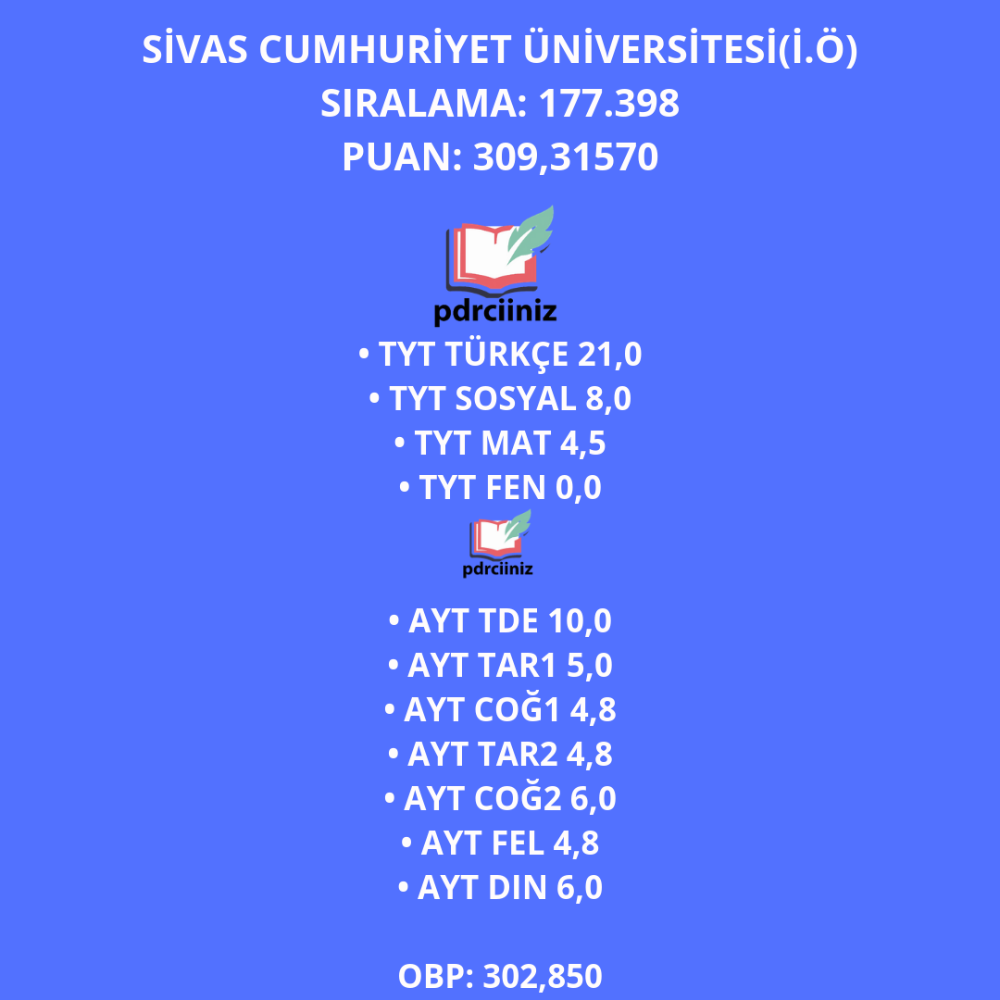 SİVAS CUMHURİYET ÜNİVERSİTESİ(İ.Ö)
SIRALAMA: 177.398
PUAN: 309,31570
pdrciiniz
• TYT TÜRKÇE 21,0
• TYT SOSYAL 8,0
• TYT MAT 4,5
• TYT FEN 0,0
pdrciiniz
• AYT TDE 10,0
• AYT TAR1 5,0
• AYT COĞ1 4,8
• AYT TAR2 4,8
• AYT COĞ2 6,0
• AYT FEL 4,8
• AYT DIN 6,0
OBP: 302,850